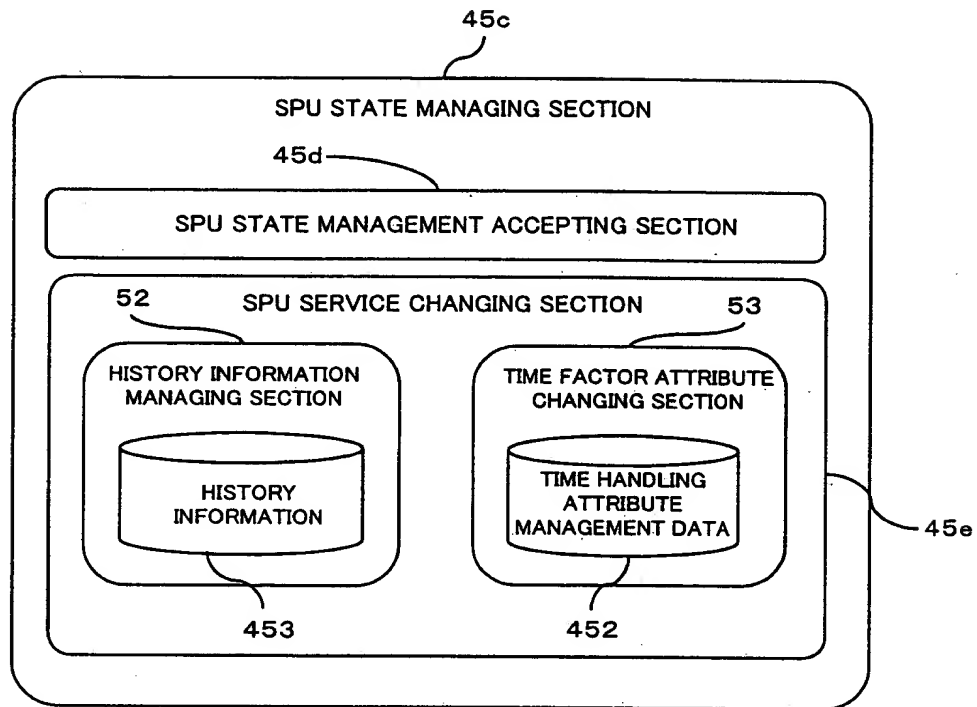 45c
SPU STATE MANAGING SECTION
45d
SPU STATE MANAGEMENT ACCEPTING SECTION
SPU SERVICE CHANGING SECTION
52
HISTORY INFORMATION
MANAGING SECTION
HISTORY
INFORMATION
453
53
TIME FACTOR ATTRIBUTE
CHANGING SECTION
TIME HANDLING
ATTRIBUTE
MANAGEMENT DATA
452
45e